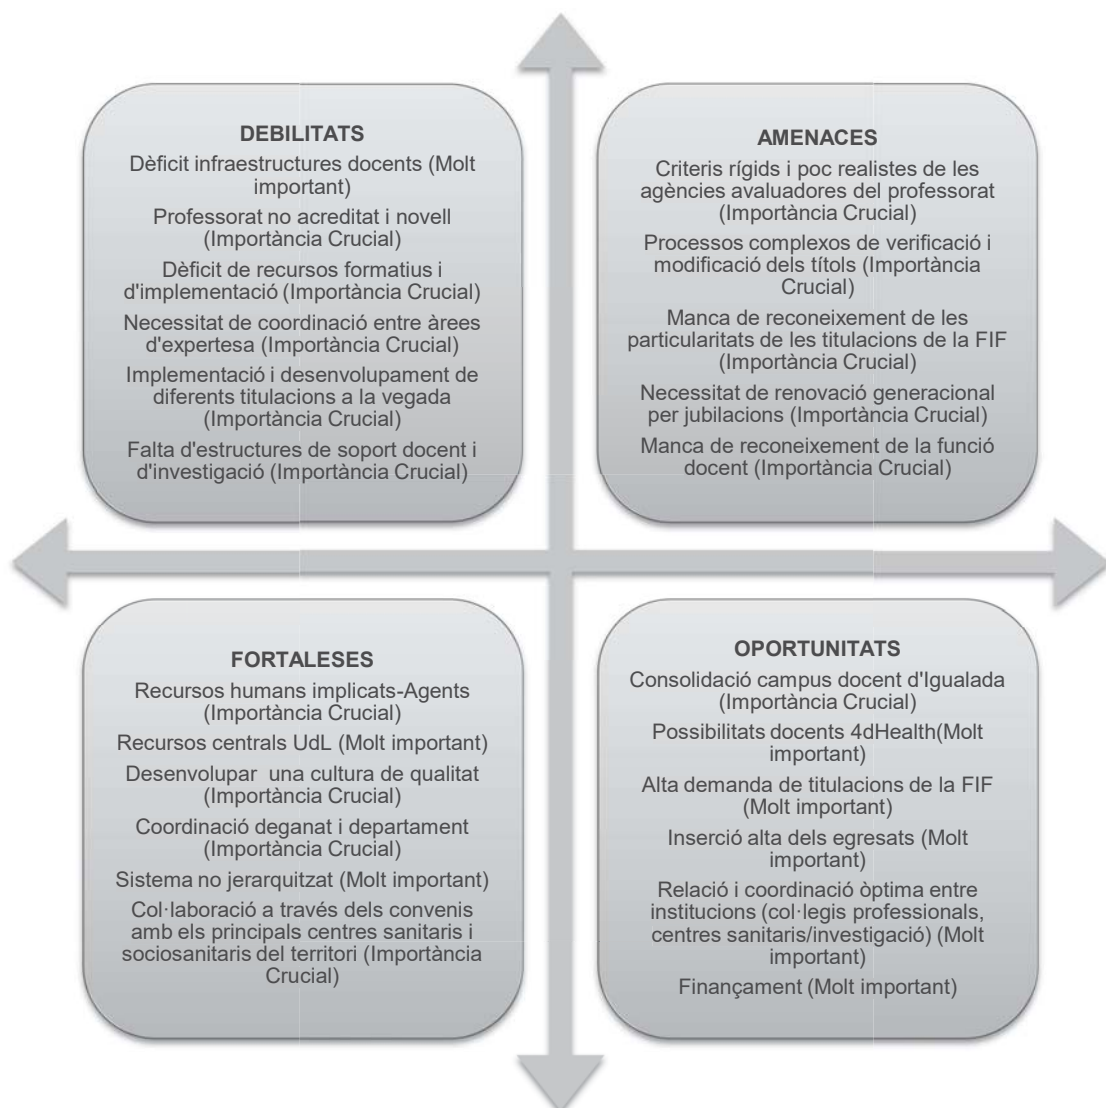 DEBILITATS
Dèficit infraestructures docents (Molt
important)
Professorat no acreditat i novell
(Importància Crucial)
Dèficit de recursos formatius i
d'implementació (Importància Crucial)
Necessitat de coordinació entre àrees
d'expertesa (Importància Crucial)
Implementació i desenvolupament de
diferents titulacions a la vegada
(Importància Crucial)
Falta d'estructures de soport docent i
d'investigació (Importància Crucial)
AMENACES
Criteris rígids i poc realistes de les
agències avaluadores del professorat
(Importància Crucial)
Processos complexos de verificació i
modificació dels títols (Importància
Crucial)
Manca de reconeixement de les
particularitats de les titulacions de la FIF
(Importància Crucial)
Necessitat de renovació generacional
per jubilacions (Importància Crucial)
Manca de reconeixement de la funció
docent (Importància Crucial)
FORTALESES
Recursos humans implicats-Agents
(Importància Crucial)
Recursos centrals UdL (Molt important)
Desenvolupar una cultura de qualitat
(Importància Crucial)
Coordinació deganat i departament
(Importància Crucial)
Sistema no jerarquitzat (Molt important)
Col·laboració a través dels convenis
amb els principals centres sanitaris i
sociosanitaris del territori (Importància
Crucial)
OPORTUNITATS
Consolidació campus docent d'Igualada
(Importància Crucial)
Possibilitats docents 4dHealth(Molt
important)
Alta demanda de titulacions de la FIF
(Molt important)
Inserció alta dels egresats (Molt
important)
Relació i coordinació òptima entre
institucions (col·legis professionals,
centres sanitaris/investigació) (Molt
important)
Finançament (Molt important)